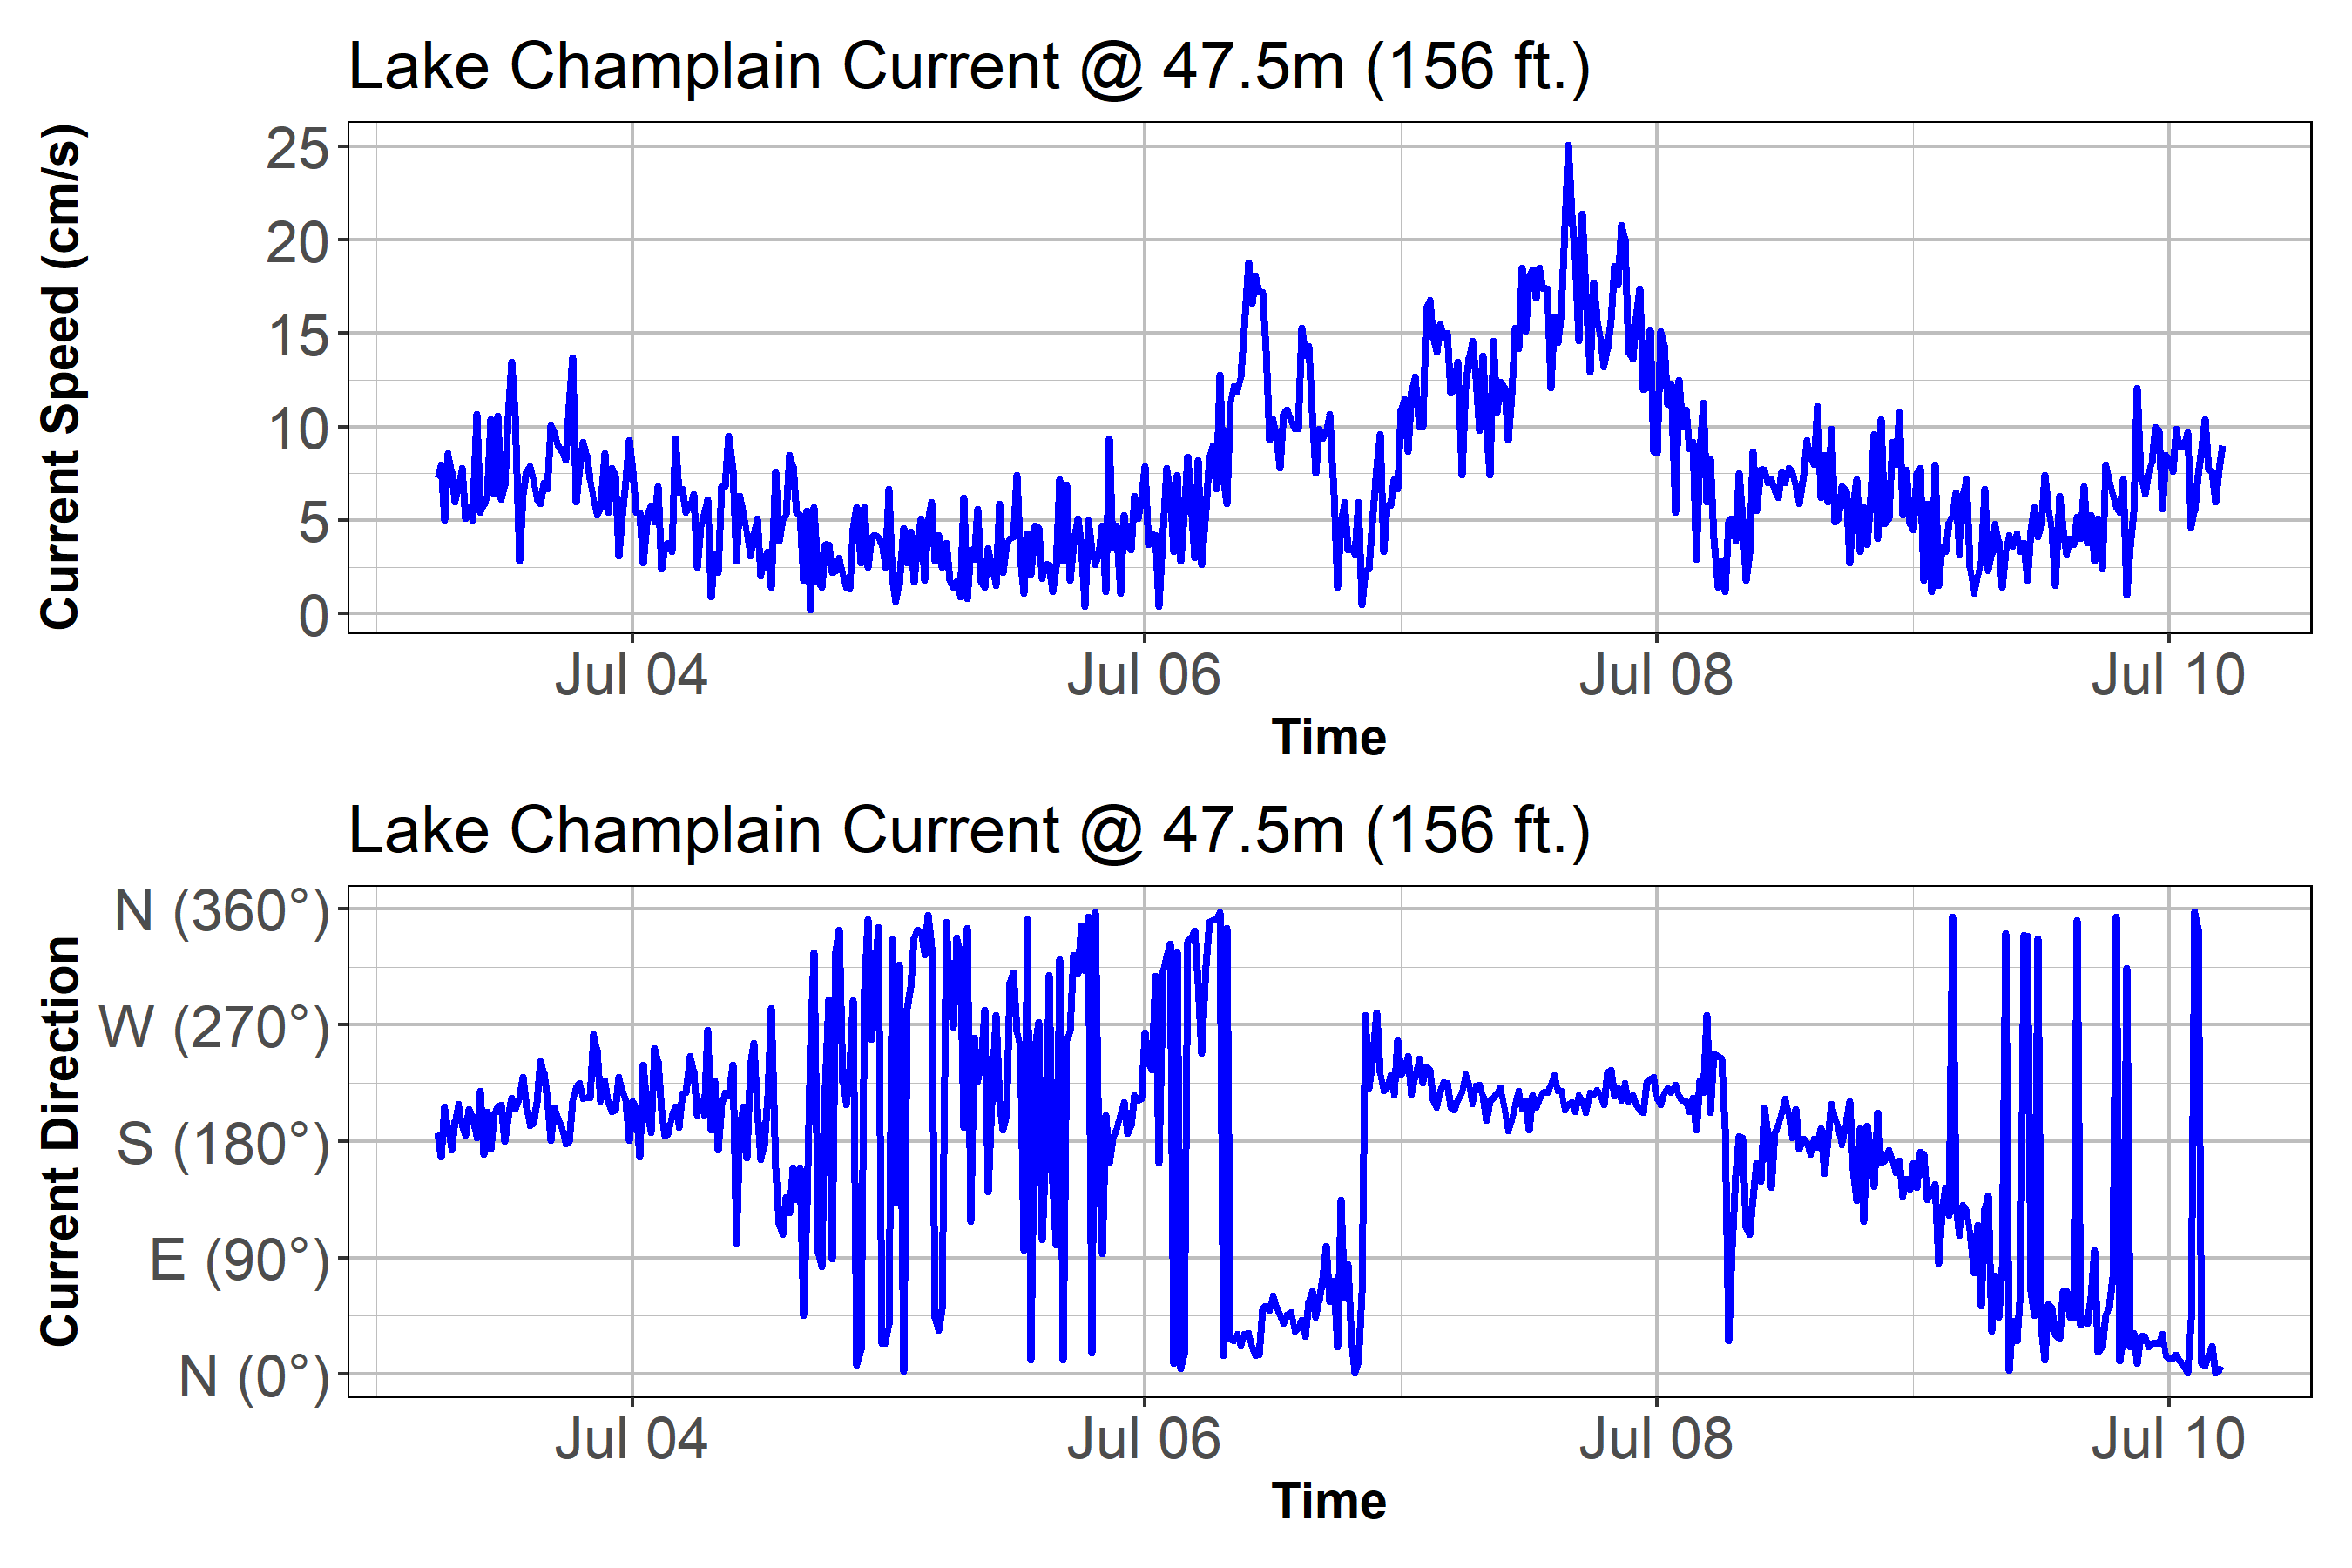 Lake Champlain Current @ 47.5m (156 ft.)
Current Speed (cm/s)
25
20
15
10
5
0
Jul 04 Jul 06 Jul 08 Jul 10
Time
Lake Champlain Current @ 47.5m (156 ft.)
Current Direction
N (360°)
W (270°)
S (180°)
E (90°)
N (0°)
Jul 04 Jul 06 Jul 08 Jul 10
Time